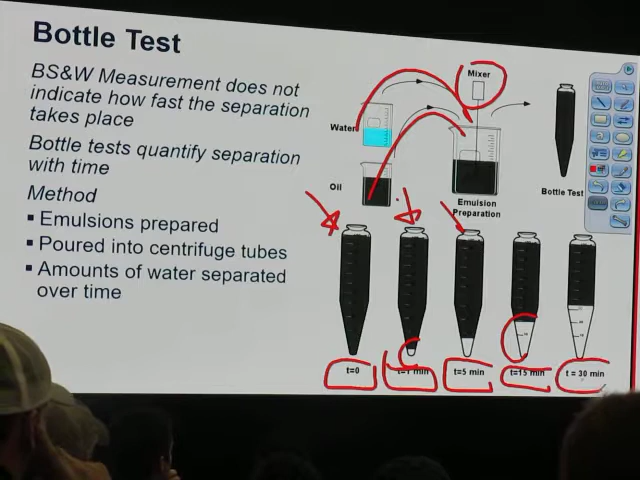 Bottle Test
BS&W Measurement does not
indicate how fast the separation
takes place
Bottle tests quantify separation
with time
Method
▪ Emulsions prepared
▪ Poured into centrifuge tubes
▪ Amounts of water separated
over time
Mixer
Water
Oil
Emulsion
Preparation
Bottle Test
t=0
t=1 min
t=5 min
t=15 min
t = 30 min